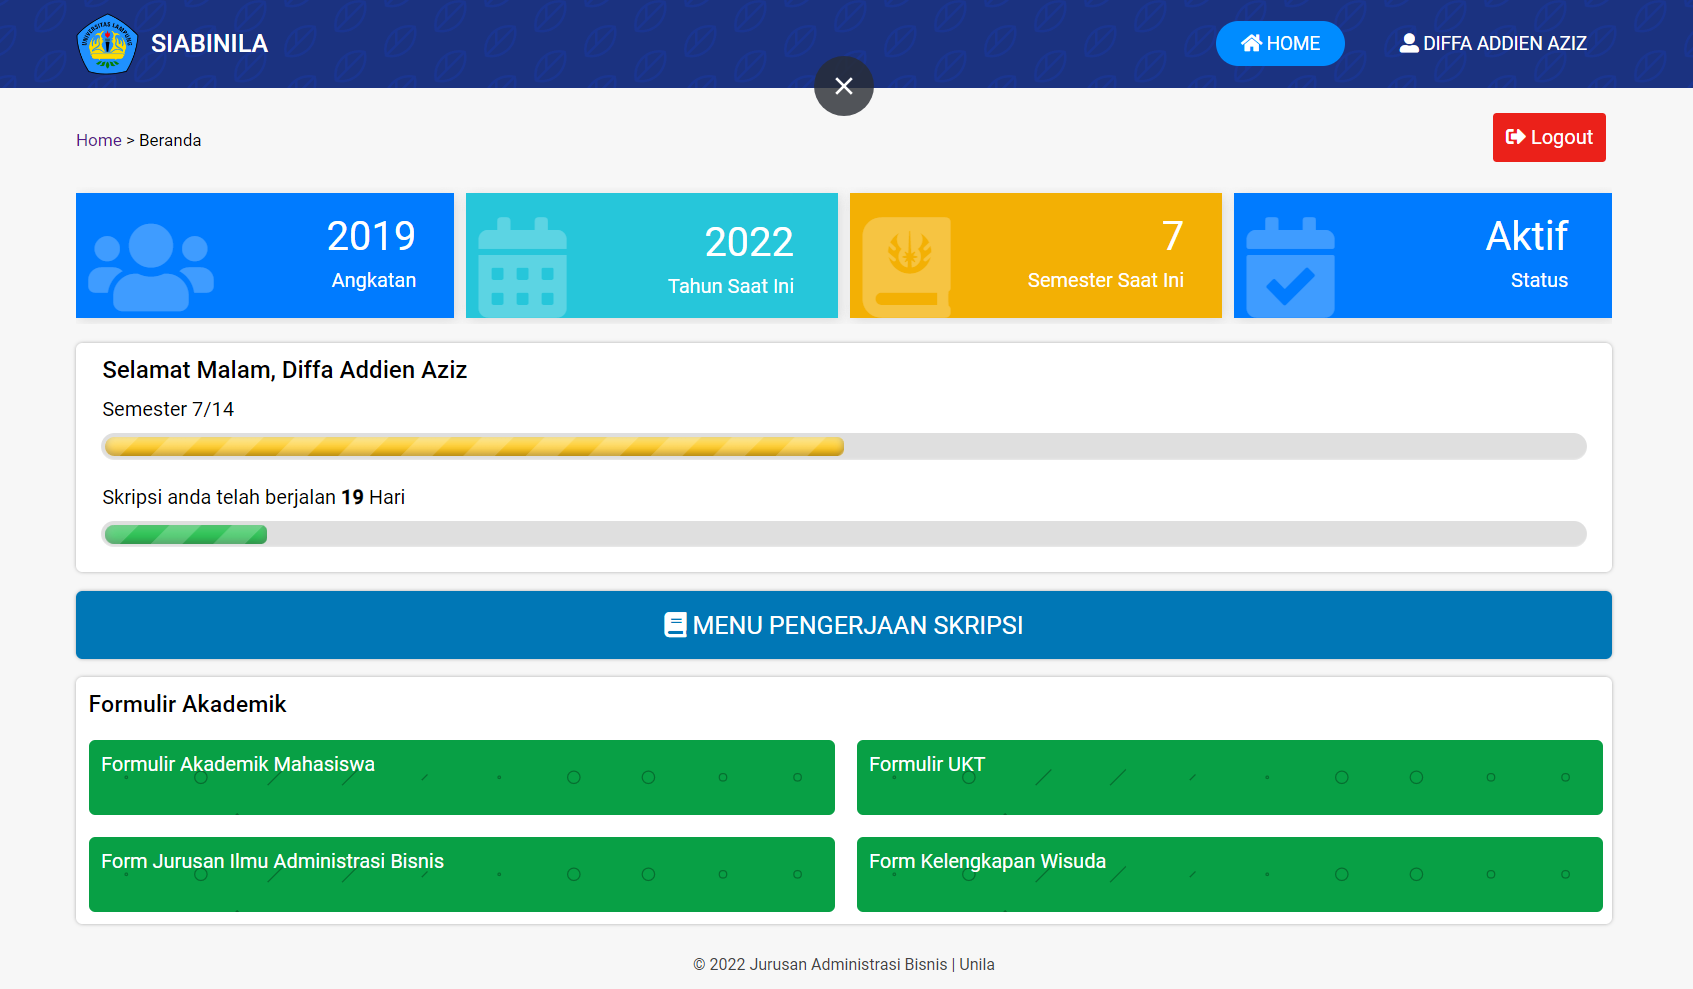 UNIVERSITAS LAMPUNG
SIABINILA
HOME
DIFFA ADDIEN AZIZ
Home > Beranda
Logout
2019
Angkatan
2022
Tahun Saat Ini
7
Semester Saat Ini
Aktif
Status
Selamat Malam, Diffa Addien Aziz
Semester 7/14
Skripsi anda telah berjalan 19 Hari
MENU PENGERJAAN SKRIPSI
Formulir Akademik
Formulir Akademik Mahasiswa
Formulir UKT
Form Jurusan Ilmu Administrasi Bisnis
Form Kelengkapan Wisuda
© 2022 Jurusan Administrasi Bisnis | Unila